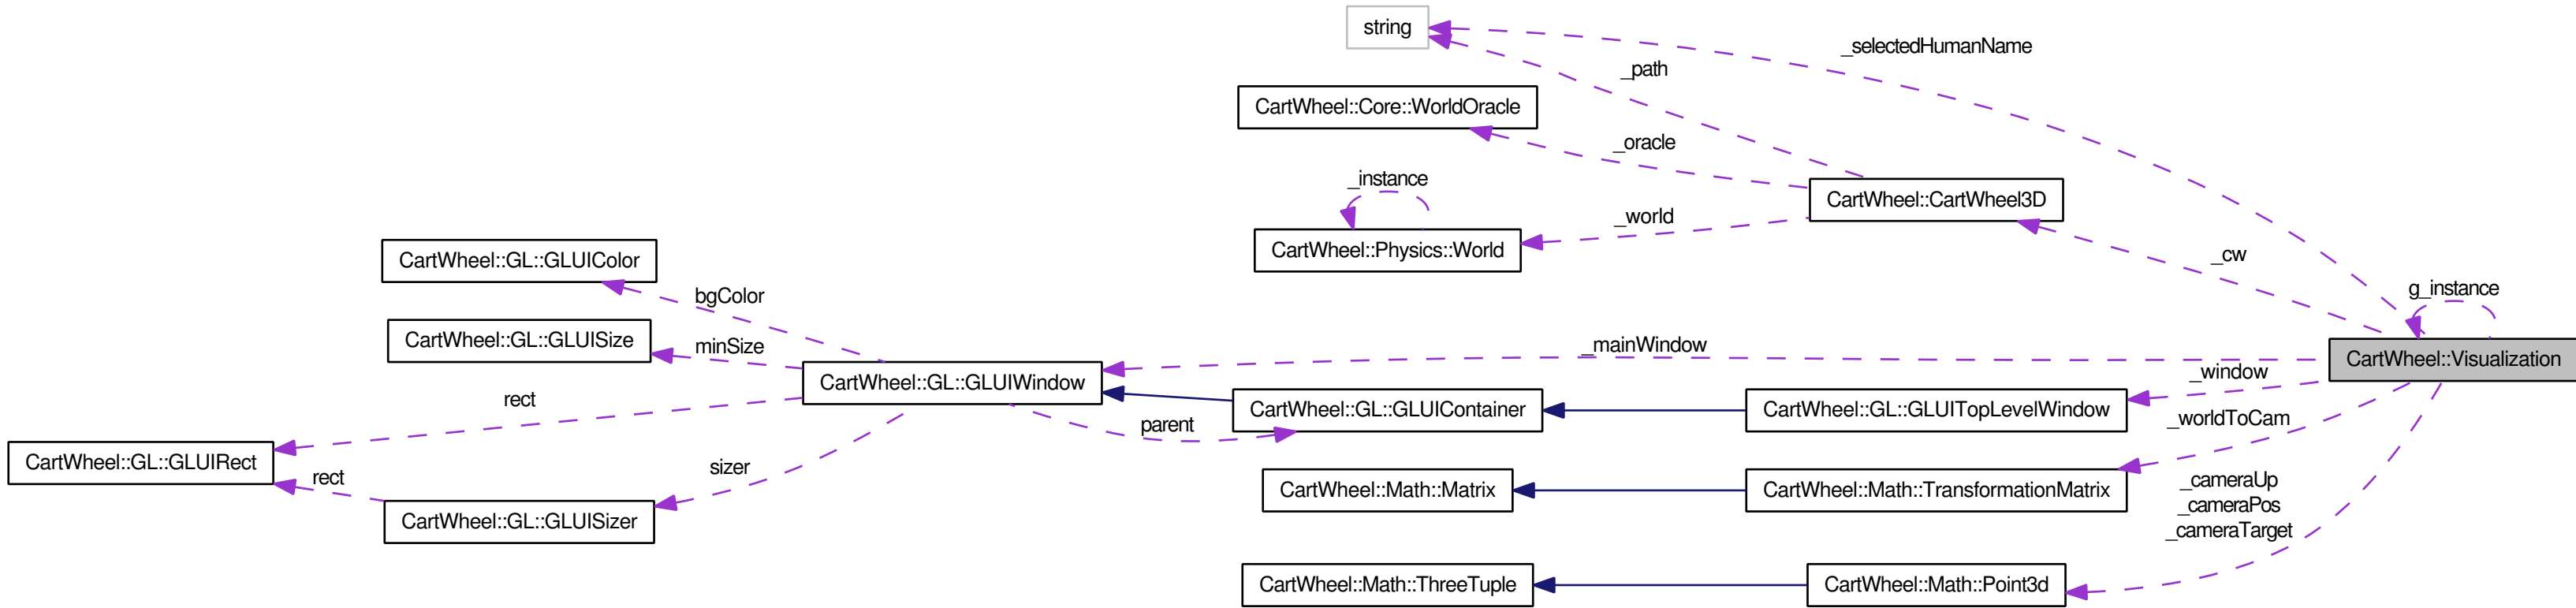 string
_selectedHumanName
_path
CartWheel::Core::WorldOracle
_oracle
_instance
CartWheel::CartWheel3D
_world
CartWheel::Physics::World
CartWheel::GL::GLUIColor
_cw
g_instance
bgColor
CartWheel::GL::GLUISize
minSize
_mainWindow
CartWheel::Visualization
_window
CartWheel::GL::GLUIWindow
rect
CartWheel::GL::GLUIContainer
CartWheel::GL::GLUITopLevelWindow
parent
_worldToCam
CartWheel::GL::GLUIRect
sizer
rect
CartWheel::Math::Matrix
CartWheel::Math::TransformationMatrix
_cameraUp
_cameraPos
_cameraTarget
CartWheel::GL::GLUISizer
CartWheel::Math::ThreeTuple
CartWheel::Math::Point3d